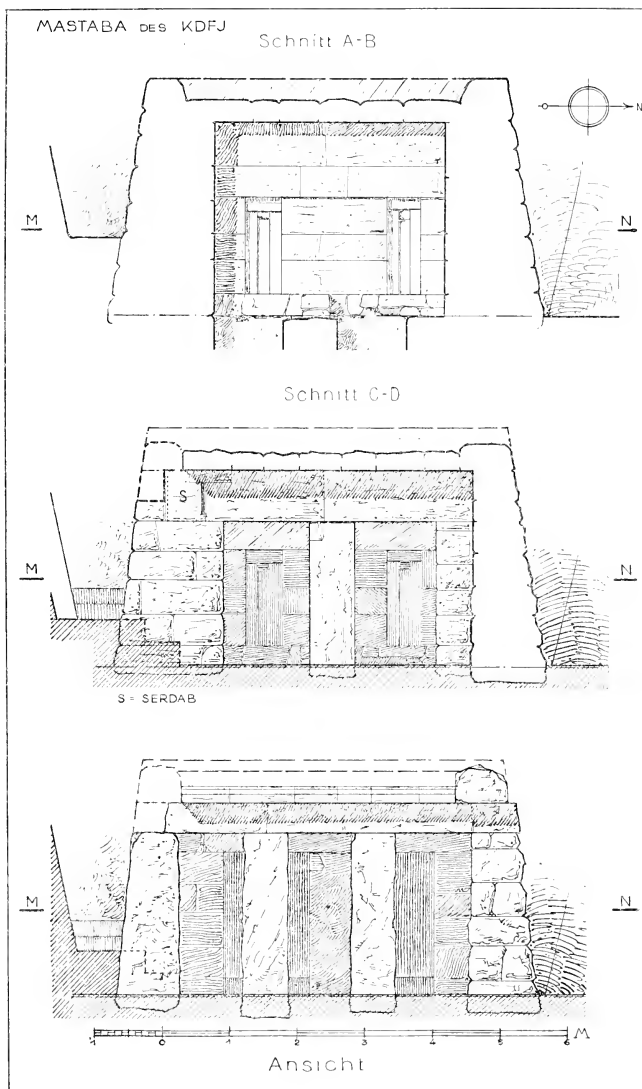 MASTABA DES KDFJ
Schnitt A-B
N
M N
Schnitt C-D
S
M N
S = SERDAB
M N
1 0 1 2 3 4 5 6 M
Ansicht